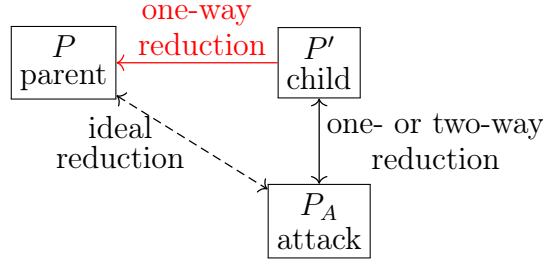 one-way
reduction
P
parent
P′
child
ideal
reduction
one- or two-way
reduction
P_A
attack